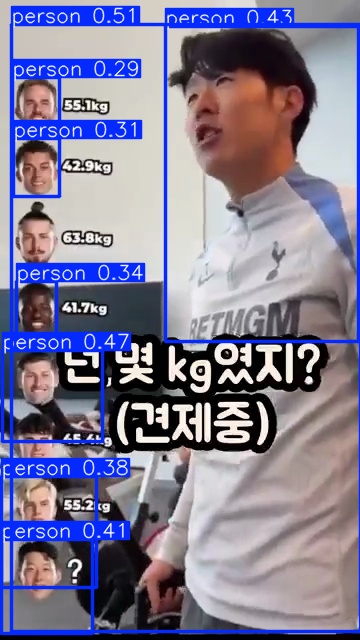 person 0.51
person 0.43
person 0.29
55.1kg
person 0.31
42.9kg
63.8kg
person 0.34
41.7kg
BETMGM
person 0.47
넌, 몇 kg였지?
(견제중)
person 0.38
55.2kg
person 0.41
?